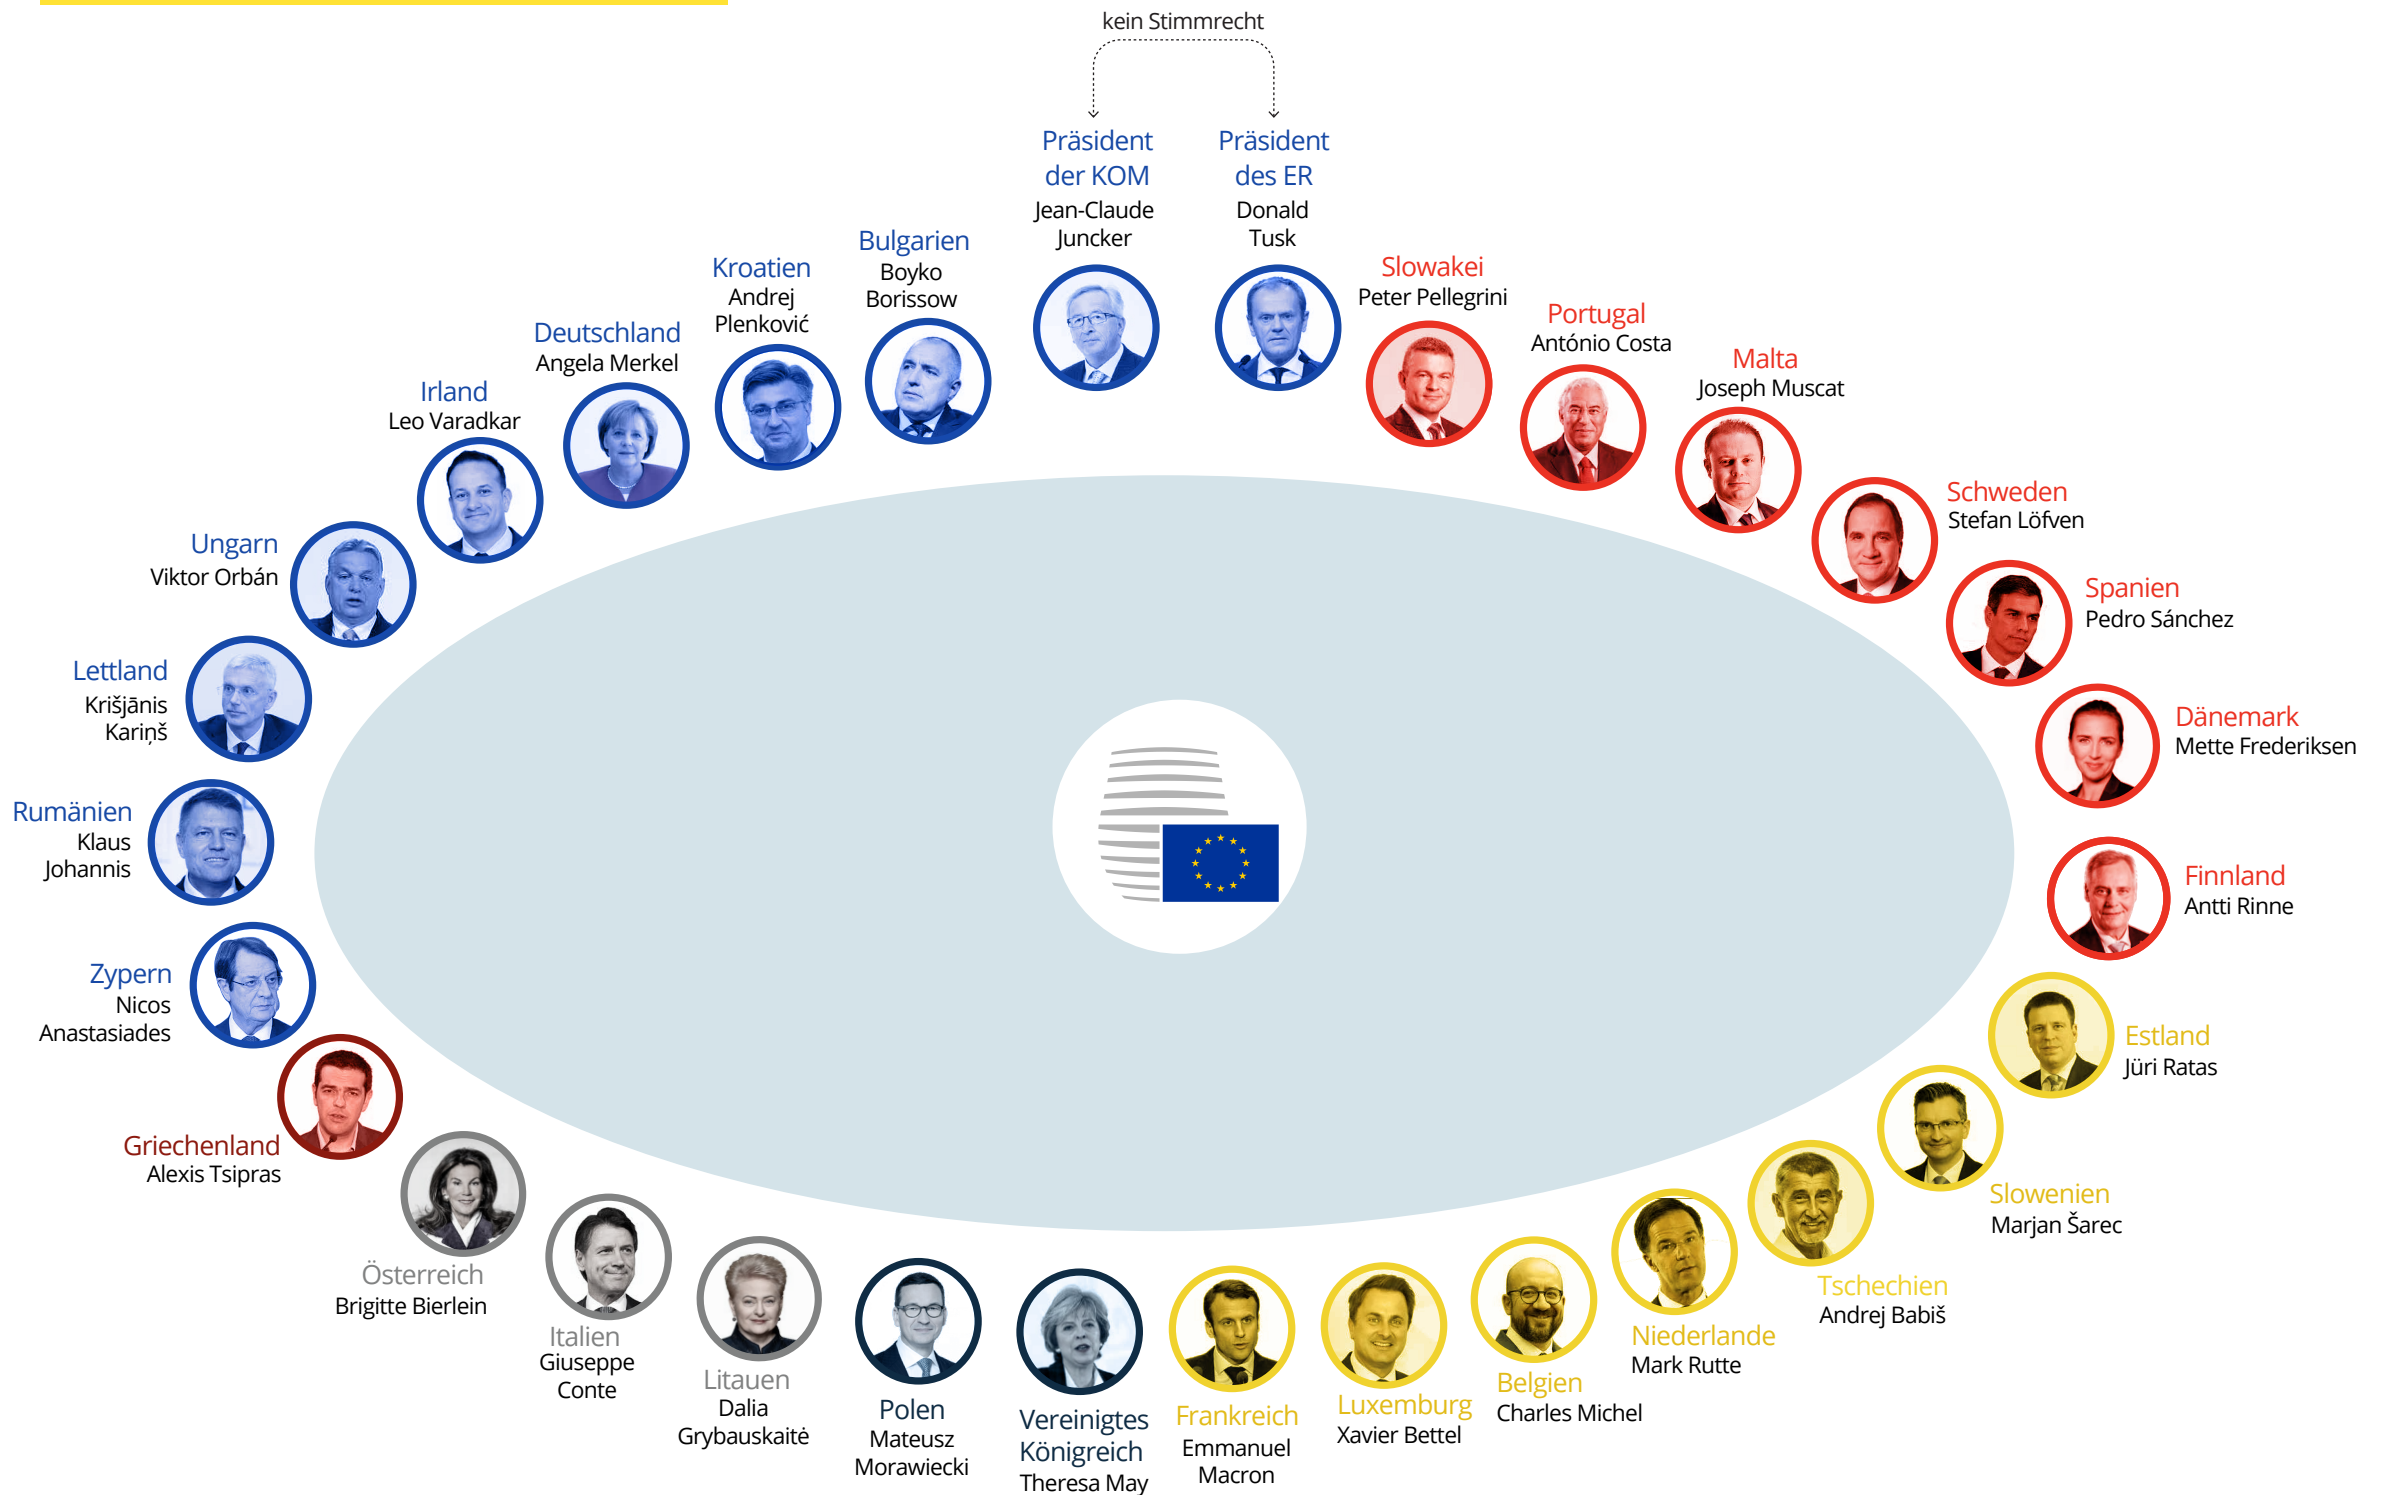 kein Stimmrecht
Präsident
der KOM
Jean-Claude
Juncker
Präsident
des ER
Donald
Tusk
Slowakei
Peter Pellegrini
Portugal
António Costa
Malta
Joseph Muscat
Schweden
Stefan Löfven
Spanien
Pedro Sánchez
Dänemark
Mette Frederiksen
Finnland
Antti Rinne
Estland
Jüri Ratas
Slowenien
Marjan Šarec
Tschechien
Andrej Babiš
Niederlande
Mark Rutte
Belgien
Charles Michel
Luxemburg
Xavier Bettel
Frankreich
Emmanuel
Macron
Vereinigtes
Königreich
Theresa May
Polen
Mateusz
Morawiecki
Litauen
Dalia
Grybauskaitė
Italien
Giuseppe
Conte
Österreich
Brigitte Bierlein
Griechenland
Alexis Tsipras
Zypern
Nicos
Anastasiades
Rumänien
Klaus
Johannis
Lettland
Krišjānis
Kariņš
Ungarn
Viktor Orbán
Irland
Leo Varadkar
Deutschland
Angela Merkel
Kroatien
Andrej
Plenković
Bulgarien
Boyko
Borissow